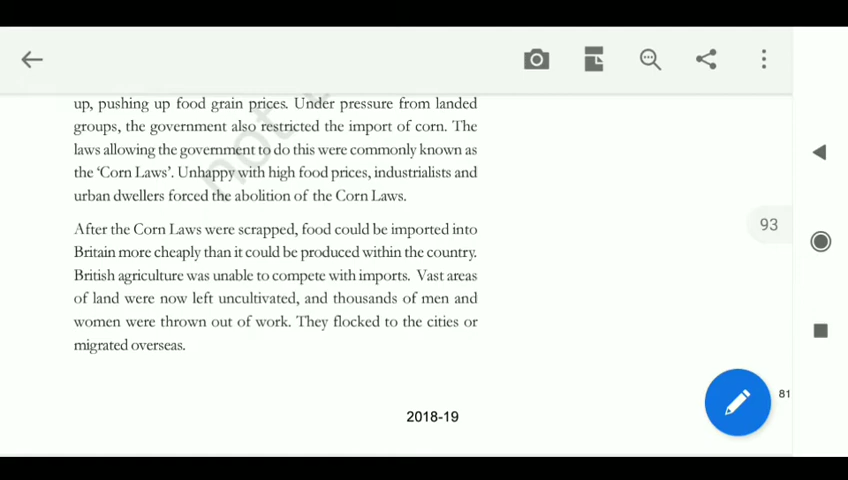 up, pushing up food grain prices. Under pressure from landed
groups, the government also restricted the import of corn. The
laws allowing the government to do this were commonly known as
the ‘Corn Laws’. Unhappy with high food prices, industrialists and
urban dwellers forced the abolition of the Corn Laws.
After the Corn Laws were scrapped, food could be imported into
Britain more cheaply than it could be produced within the country.
British agriculture was unable to compete with imports. Vast areas
of land were now left uncultivated, and thousands of men and
women were thrown out of work. They flocked to the cities or
migrated overseas.
93
81
2018-19
not